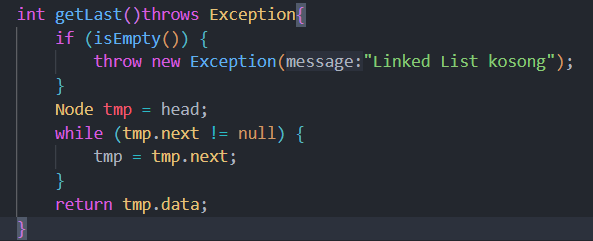 int getLast()throws Exception{
if (isEmpty()) {
throw new Exception(message:"Linked List kosong");
}
Node tmp = head;
while (tmp.next != null) {
tmp = tmp.next;
}
return tmp.data;
}